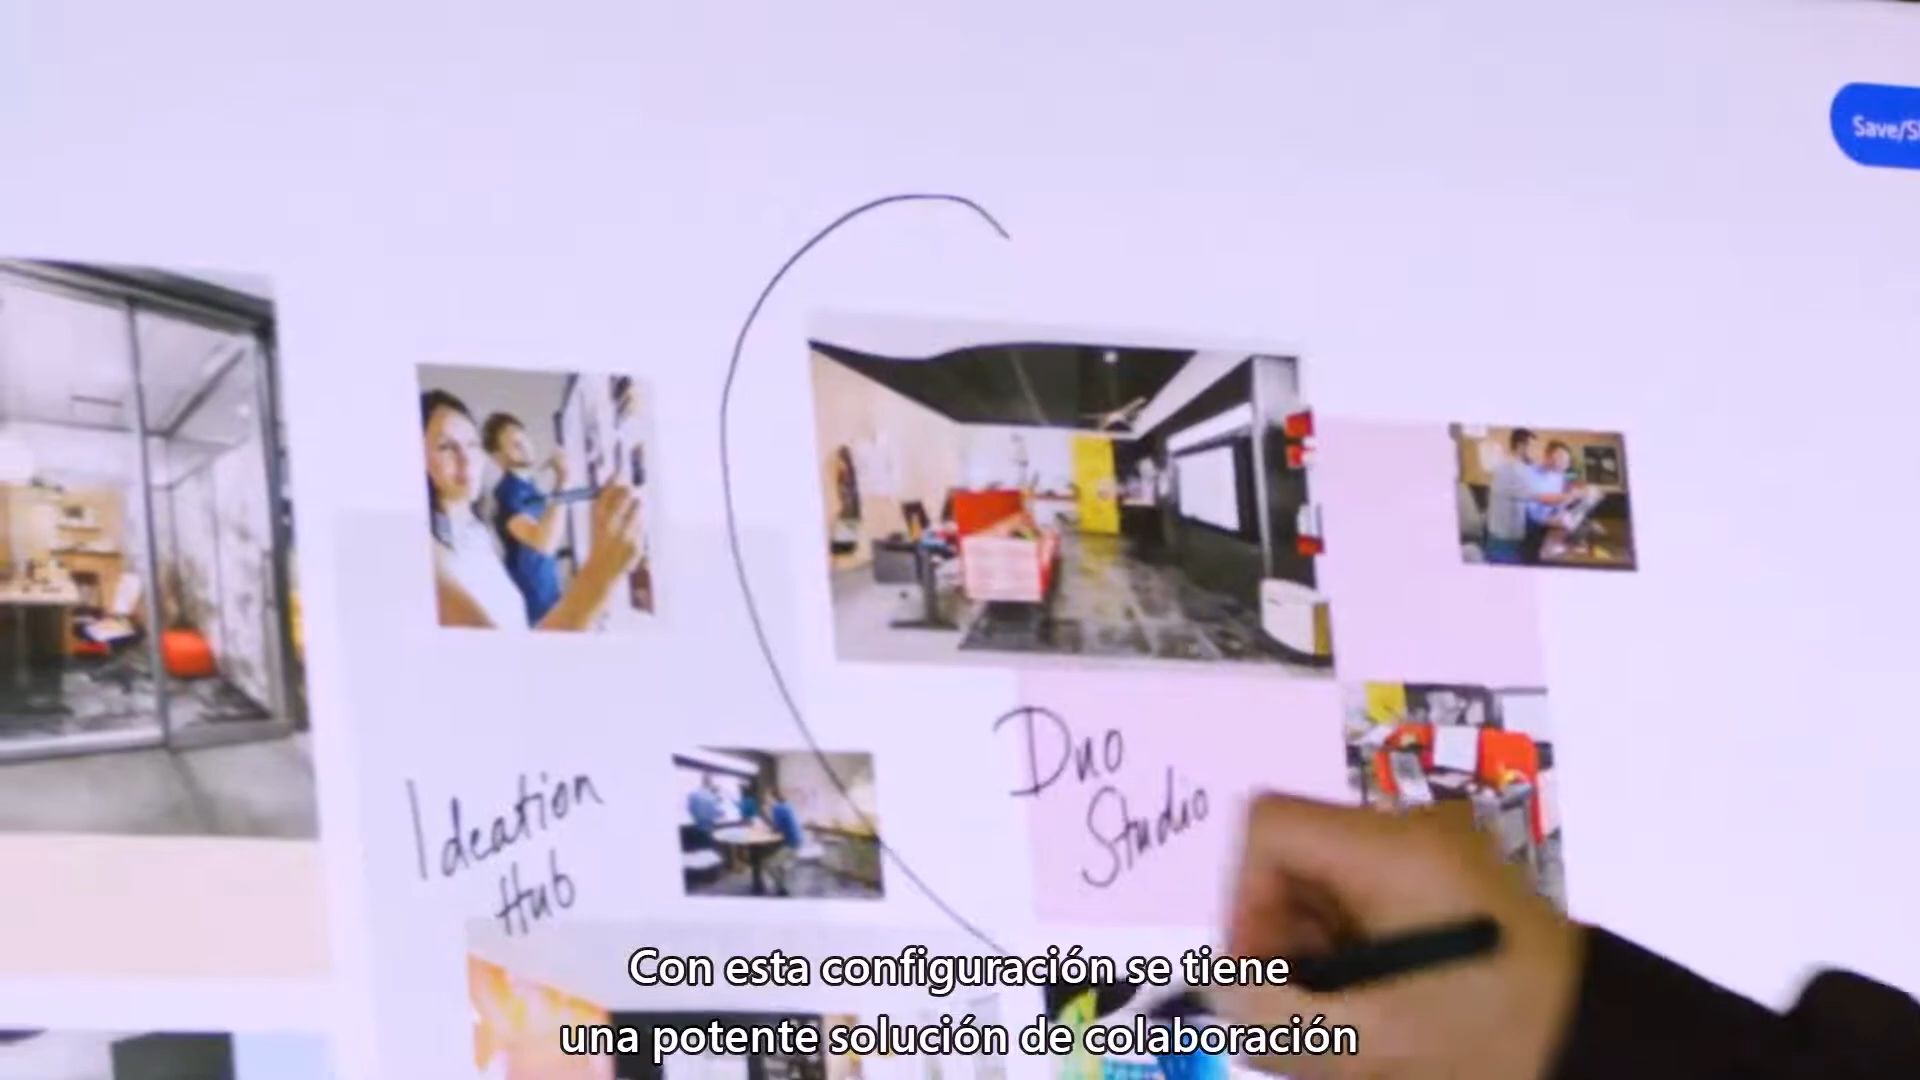 Save/S
Ideation
Hub
Duo
Studio
Con esta configuración se tiene
una potente solución de colaboración